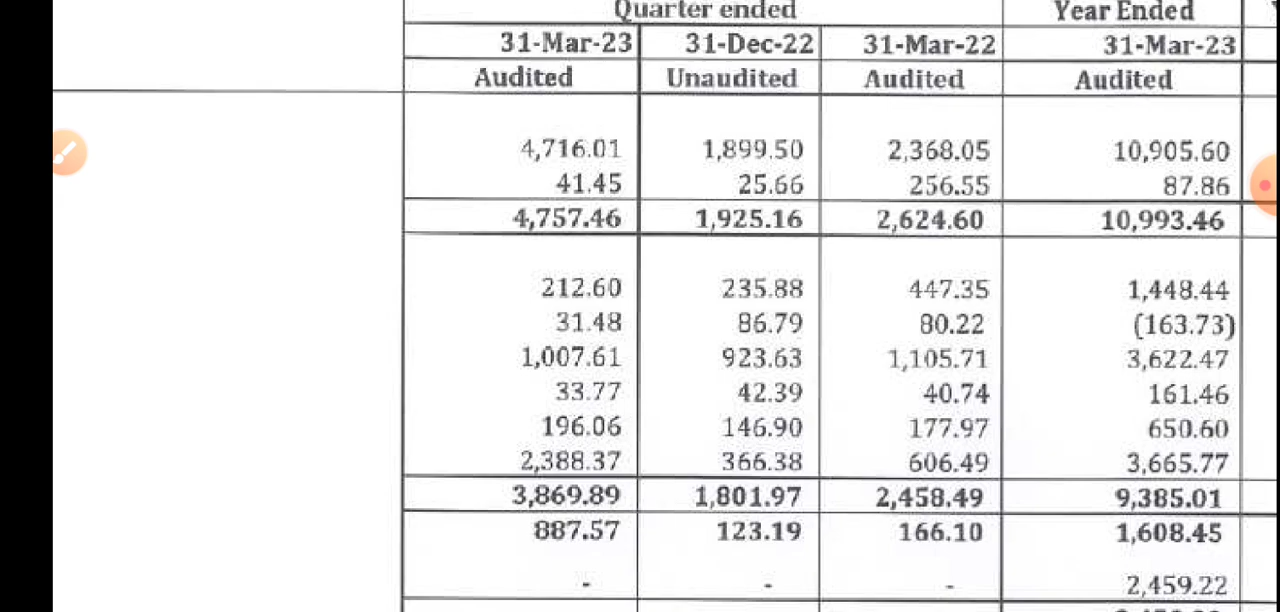 Quarter ended Year Ended
31-Mar-23 31-Dec-22 31-Mar-22 31-Mar-23
Audited Unaudited Audited Audited
4,716.01 1,899.50 2,368.05 10,905.60
41.45 25.66 256.55 87.86
4,757.46 1,925.16 2,624.60 10,993.46
212.60 235.88 447.35 1,448.44
31.48 86.79 80.22 (163.73)
1,007.61 923.63 1,105.71 3,622.47
33.77 42.39 40.74 161.46
196.06 146.90 177.97 650.60
2,388.37 366.38 606.49 3,665.77
3,869.89 1,801.97 2,458.49 9,385.01
887.57 123.19 166.10 1,608.45
- - - 2,459.22